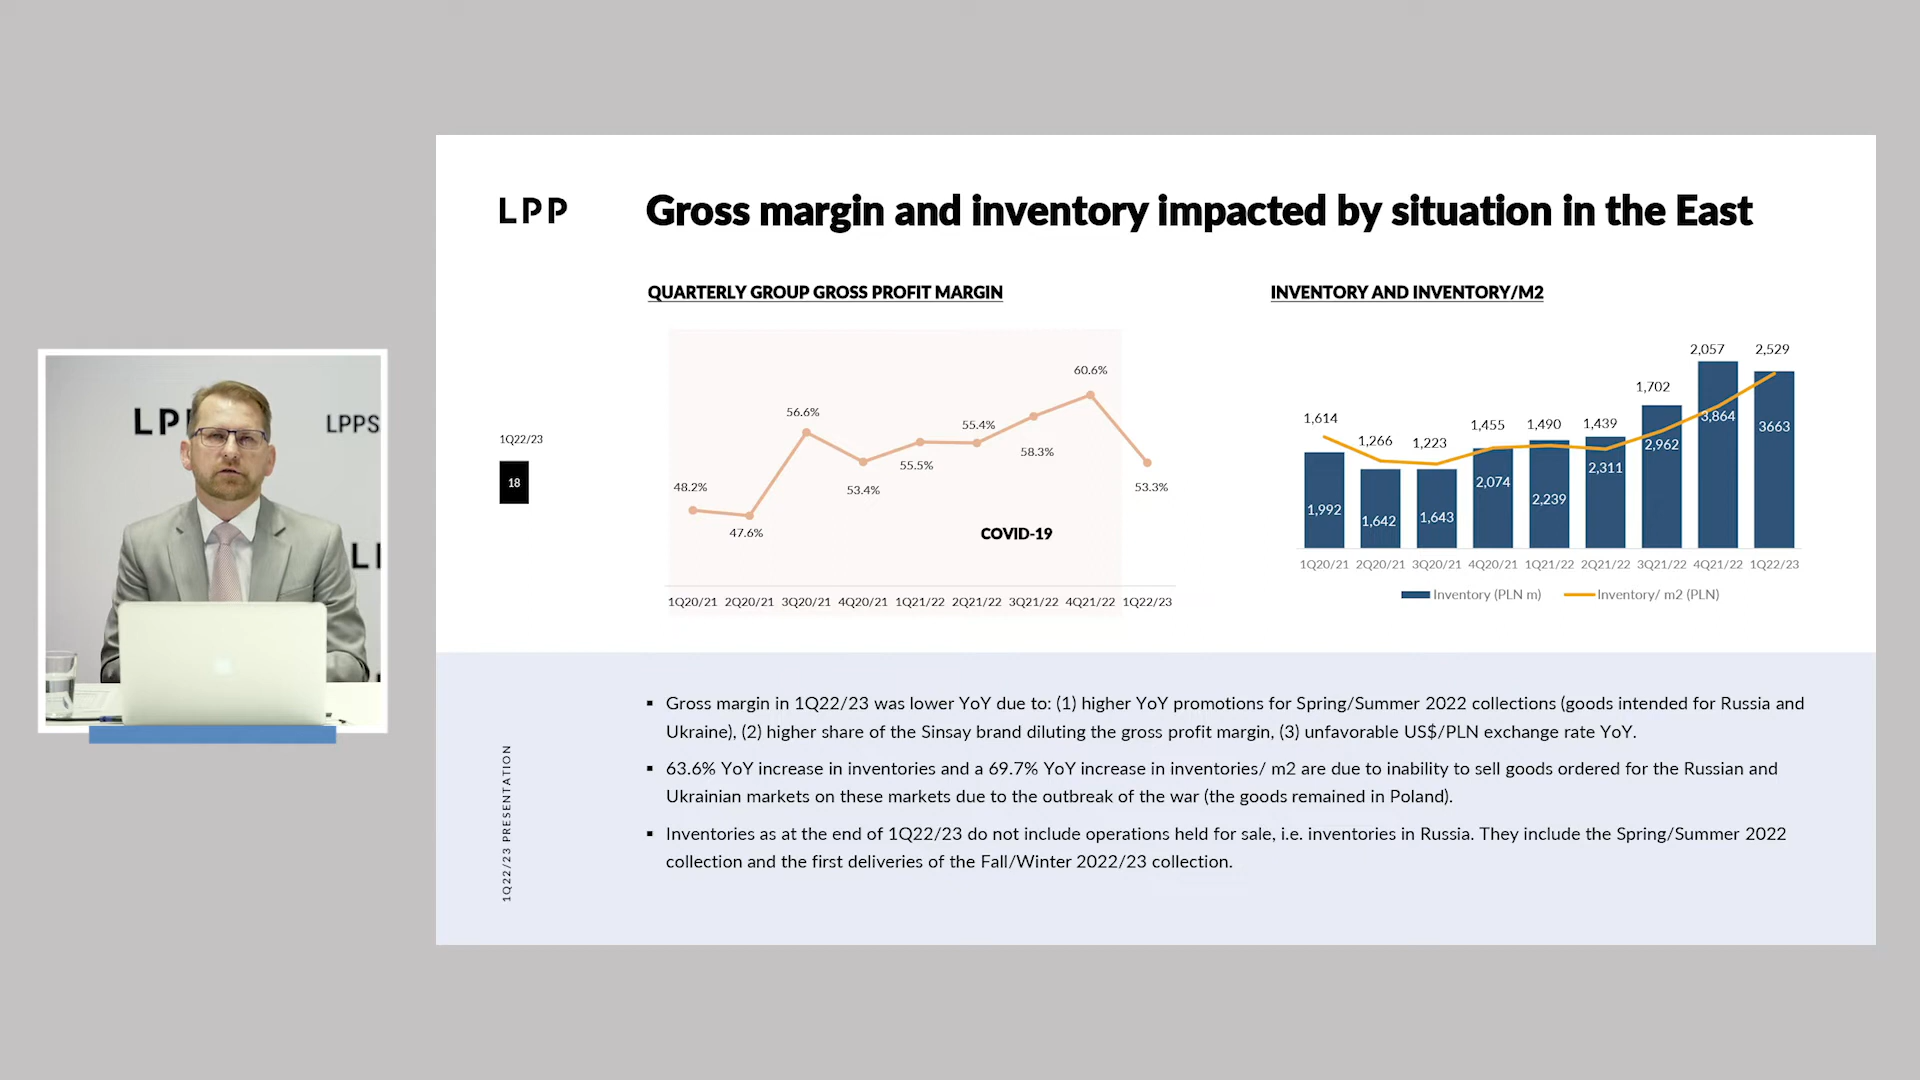 LPP
Gross margin and inventory impacted by situation in the East
QUARTERLY GROUP GROSS PROFIT MARGIN
48.2%
47.6%
56.6%
53.4%
55.5%
55.4%
58.3%
60.6%
53.3%
COVID-19
1Q20/21 2Q20/21 3Q20/21 4Q20/21 1Q21/22 2Q21/22 3Q21/22 4Q21/22 1Q22/23
INVENTORY AND INVENTORY/M2
1,614 1,266 1,223 1,455 1,490 1,439 1,702 2,057 2,529
1,992 1,642 1,643 2,074 2,239 2,311 2,962 3,864 3663
1Q20/21 2Q20/21 3Q20/21 4Q20/21 1Q21/22 2Q21/22 3Q21/22 4Q21/22 1Q22/23
Inventory (PLN m) Inventory/ m2 (PLN)
1Q22/23
18
LPP
LPPS
L
▪ Gross margin in 1Q22/23 was lower YoY due to: (1) higher YoY promotions for Spring/Summer 2022 collections (goods intended for Russia and
Ukraine), (2) higher share of the Sinsay brand diluting the gross profit margin, (3) unfavorable US$/PLN exchange rate YoY.
▪ 63.6% YoY increase in inventories and a 69.7% YoY increase in inventories/ m2 are due to inability to sell goods ordered for the Russian and
Ukrainian markets on these markets due to the outbreak of the war (the goods remained in Poland).
▪ Inventories as at the end of 1Q22/23 do not include operations held for sale, i.e. inventories in Russia. They include the Spring/Summer 2022
collection and the first deliveries of the Fall/Winter 2022/23 collection.
1Q22/23 PRESENTATION